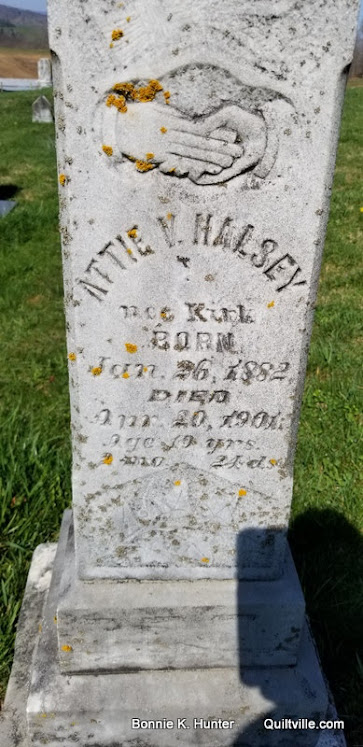 ATTIE V. HALSEY
nee Kirk
BORN
Jan. 26, 1882
DIED
Apr. 20, 1901.
Age 19 yrs.
mo. 24 ds.
Bonnie K. Hunter Quiltville.com